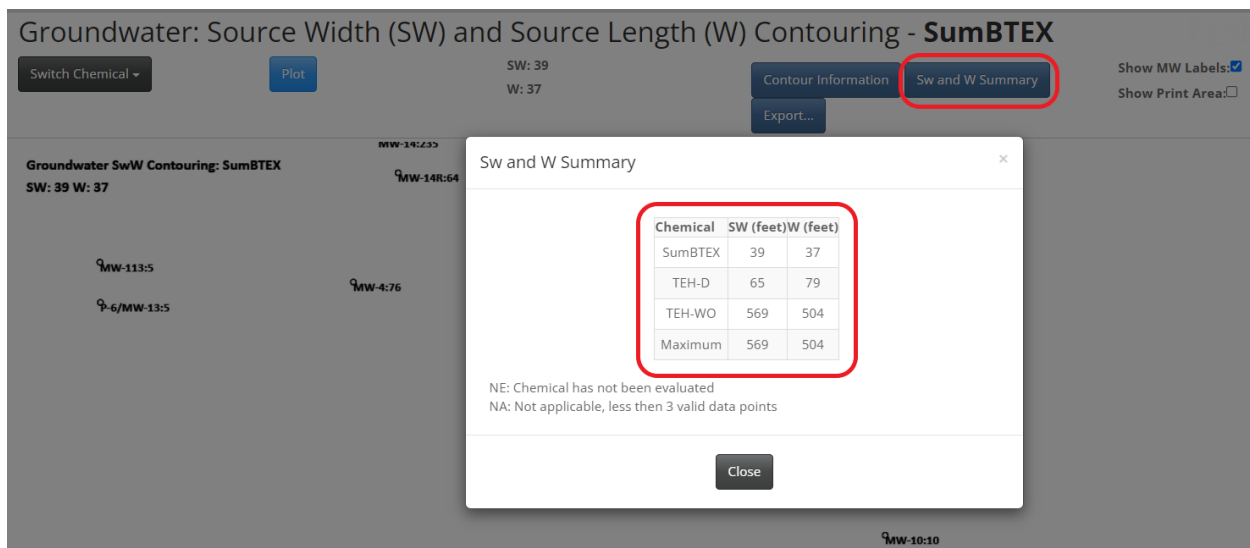 Groundwater: Source Width (SW) and Source Length (W) Contouring - SumBTEX
Switch Chemical
Plot
SW: 39
W: 37
Contour Information
Sw and W Summary
Export...
Show MW Labels:
Show Print Area:
Groundwater SwW Contouring: SumBTEX
SW: 39 W: 37
MW-14:235
MW-14R:64
MW-113:5
MW-4:76
P-6/MW-13:5
Sw and W Summary
×
Chemical SW (feet) W (feet)
SumBTEX 39 37
TEH-D 65 79
TEH-WO 569 504
Maximum 569 504
NE: Chemical has not been evaluated
NA: Not applicable, less then 3 valid data points
Close
MW-10:10